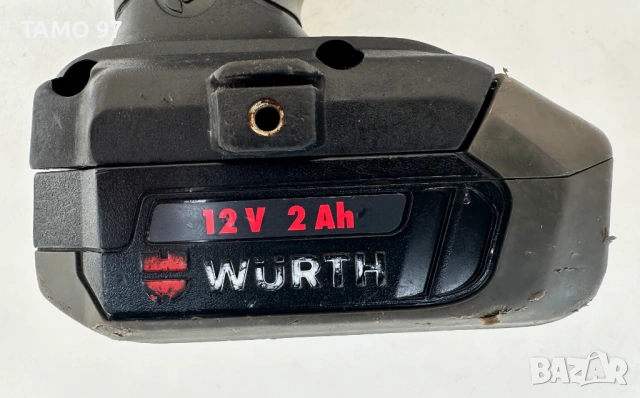 TAMO 97
12 V 2 Ah
WÜRTH
BAZAR